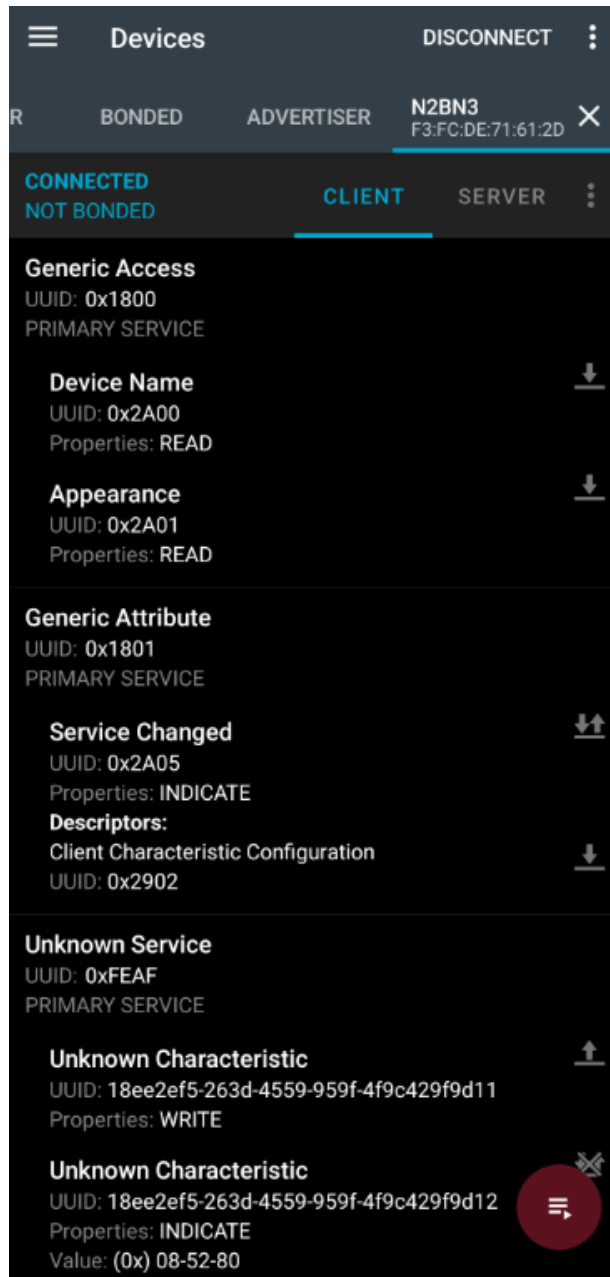 Devices
DISCONNECT
R
BONDED
ADVERTISER
N2BN3
F3:FC:DE:71:61:2D
CONNECTED
NOT BONDED
CLIENT
SERVER
Generic Access
UUID: 0x1800
PRIMARY SERVICE
Device Name
UUID: 0x2A00
Properties: READ
Appearance
UUID: 0x2A01
Properties: READ
Generic Attribute
UUID: 0x1801
PRIMARY SERVICE
Service Changed
UUID: 0x2A05
Properties: INDICATE
Descriptors:
Client Characteristic Configuration
UUID: 0x2902
Unknown Service
UUID: 0xFEAF
PRIMARY SERVICE
Unknown Characteristic
UUID: 18ee2ef5-263d-4559-959f-4f9c429f9d11
Properties: WRITE
Unknown Characteristic
UUID: 18ee2ef5-263d-4559-959f-4f9c429f9d12
Properties: INDICATE
Value: (0x) 08-52-80